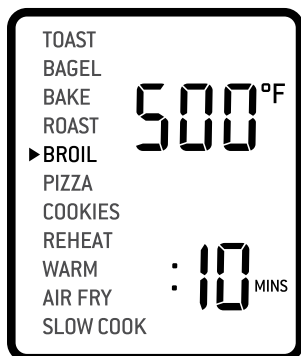 TOAST
BAGEL
BAKE
500°F
ROAST
▶BROIL
PIZZA
COOKIES
REHEAT
WARM
:10 MINS
AIR FRY
SLOW COOK